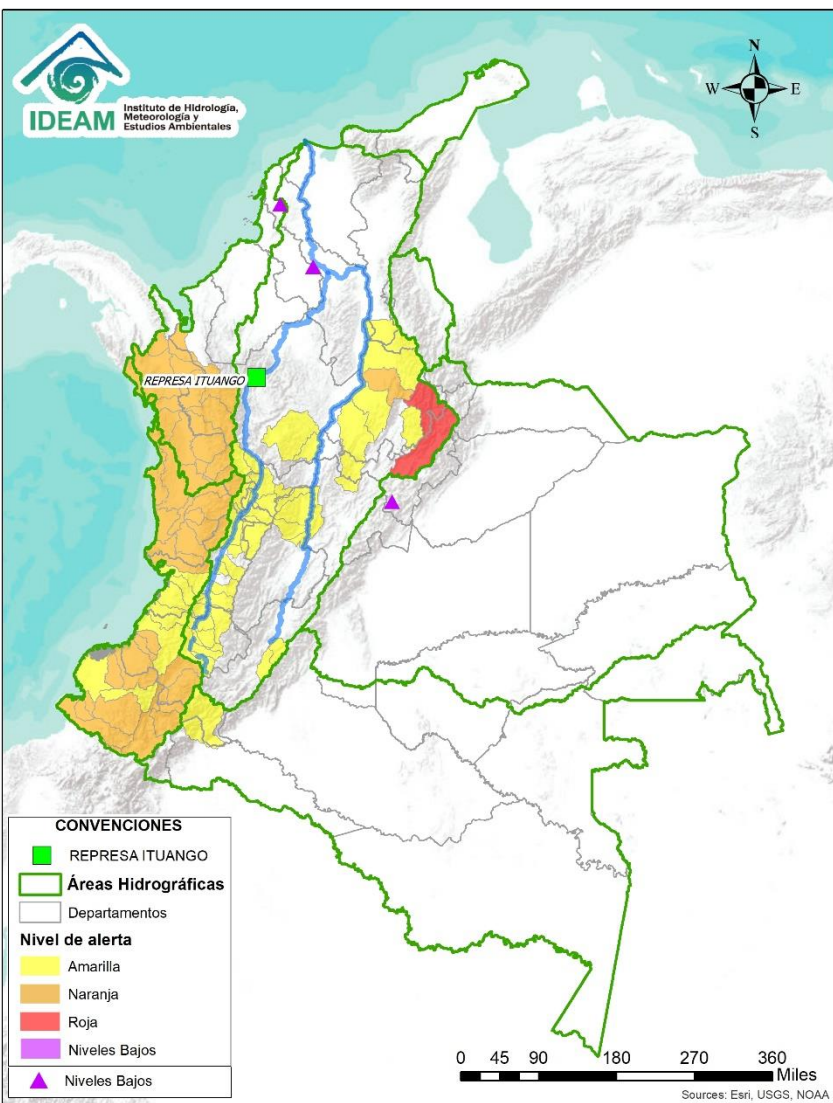 IDEAM
Instituto de Hidrología,
Meteorología y
Estudios Ambientales
N
W
E
S
REPRESA ITUANGO
CONVENCIONES
REPRESA ITUANGO
Áreas Hidrográficas
Departamentos
Nivel de alerta
Amarilla
Naranja
Roja
Niveles Bajos
Niveles Bajos
0 45 90 180 270 360
Miles
Sources: Esri, USGS, NOAA